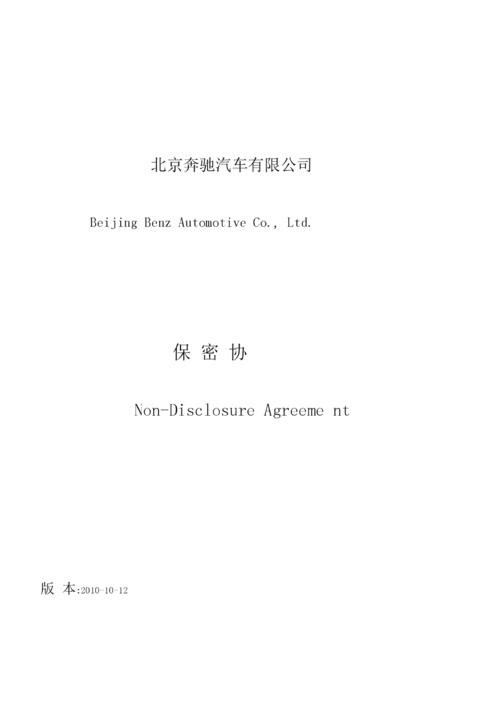 北京奔驰汽车有限公司
Beijing Benz Automotive Co., Ltd.
保 密 协
Non-Disclosure Agreeme nt
版 本:2010-10-12